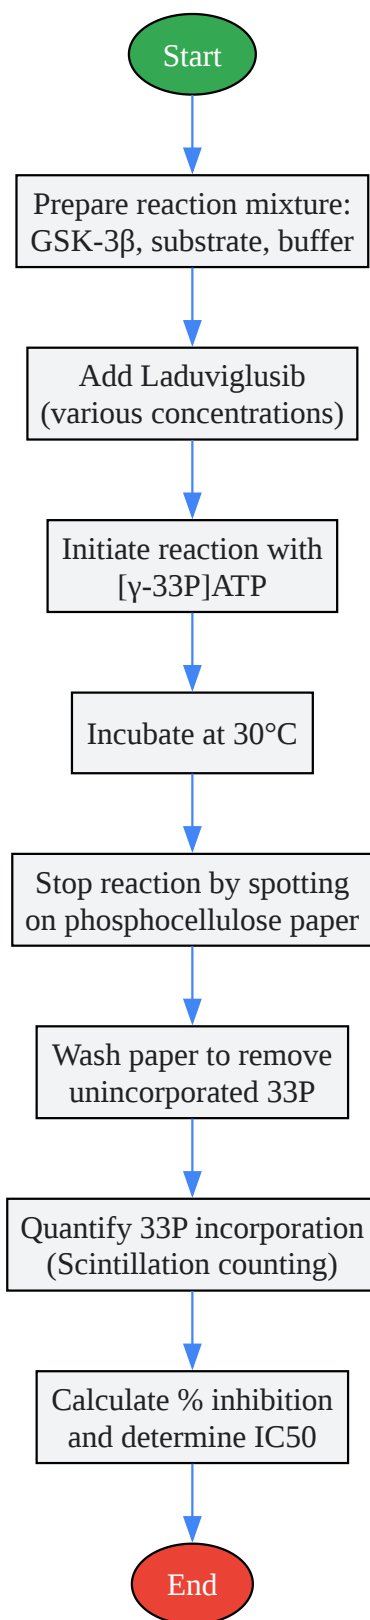 Start
Prepare reaction mixture:
GSK-3β, substrate, buffer
Add Laduviglusib
(various concentrations)
Initiate reaction with
[γ-33P]ATP
Incubate at 30°C
Stop reaction by spotting
on phosphocellulose paper
Wash paper to remove
unincorporated 33P
Quantify 33P incorporation
(Scintillation counting)
Calculate % inhibition
and determine IC50
End